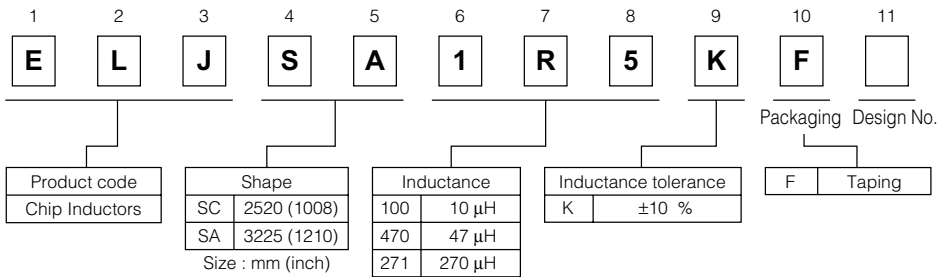 1 2 3 4 5 6 7 8 9 10 11
E L J S A 1 R 5 K F
Packaging Design No.
Product code Shape Inductance Inductance tolerance F Taping
Chip Inductors SC 2520 (1008) 100 10 μH K ±10 %
SA 3225 (1210) 470 47 μH
Size : mm (inch) 271 270 μH